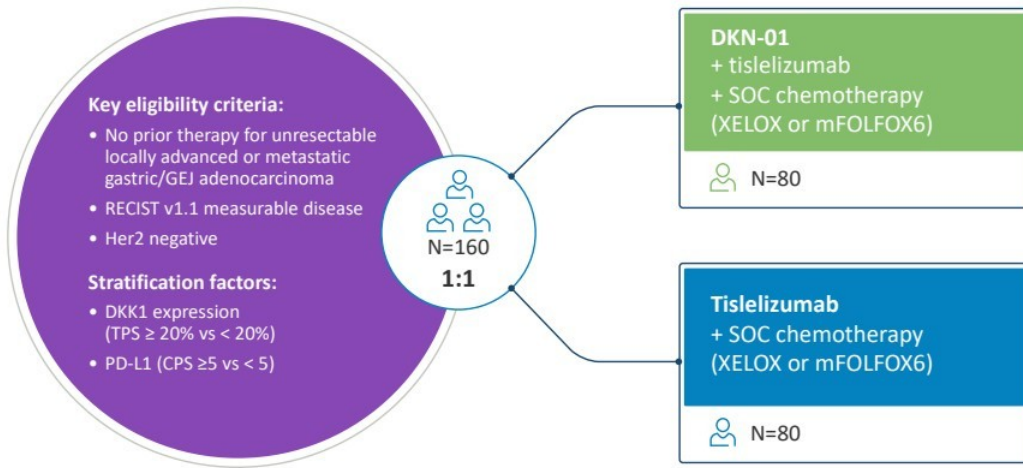 Key eligibility criteria:
• No prior therapy for unresectable
locally advanced or metastatic
gastric/GEJ adenocarcinoma
• RECIST v1.1 measurable disease
• Her2 negative
Stratification factors:
• DKK1 expression
(TPS ≥ 20% vs < 20%)
• PD-L1 (CPS ≥5 vs < 5)
N=160
1:1
DKN-01
+ tislelizumab
+ SOC chemotherapy
(XELOX or mFOLFOX6)
N=80
Tislelizumab
+ SOC chemotherapy
(XELOX or mFOLFOX6)
N=80